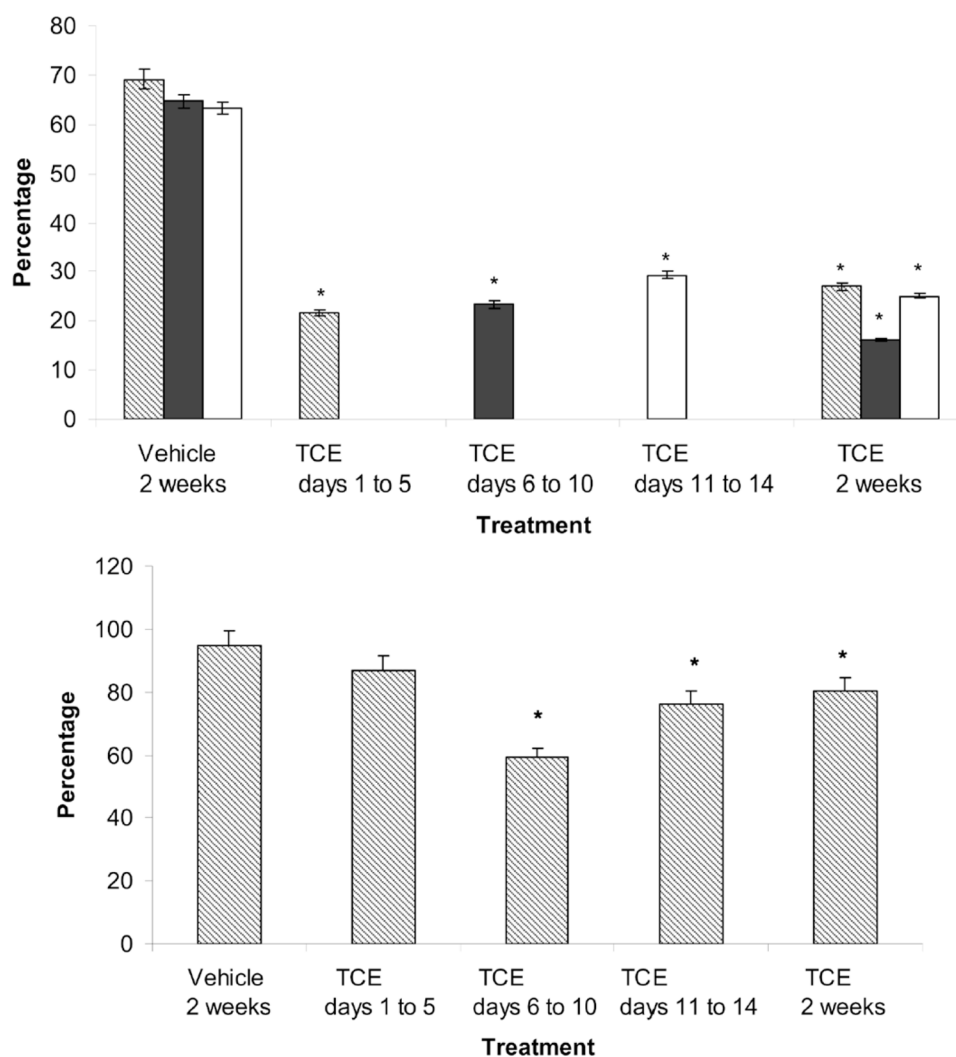 80
70
60
50
40
30
20
10
0
Percentage
*
*
*
*
*
*
Vehicle
2 weeks
TCE
days 1 to 5
TCE
days 6 to 10
TCE
days 11 to 14
TCE
2 weeks
Treatment
120
100
80
60
40
20
0
Percentage
*
*
*
Vehicle
2 weeks
TCE
days 1 to 5
TCE
days 6 to 10
TCE
days 11 to 14
TCE
2 weeks
Treatment